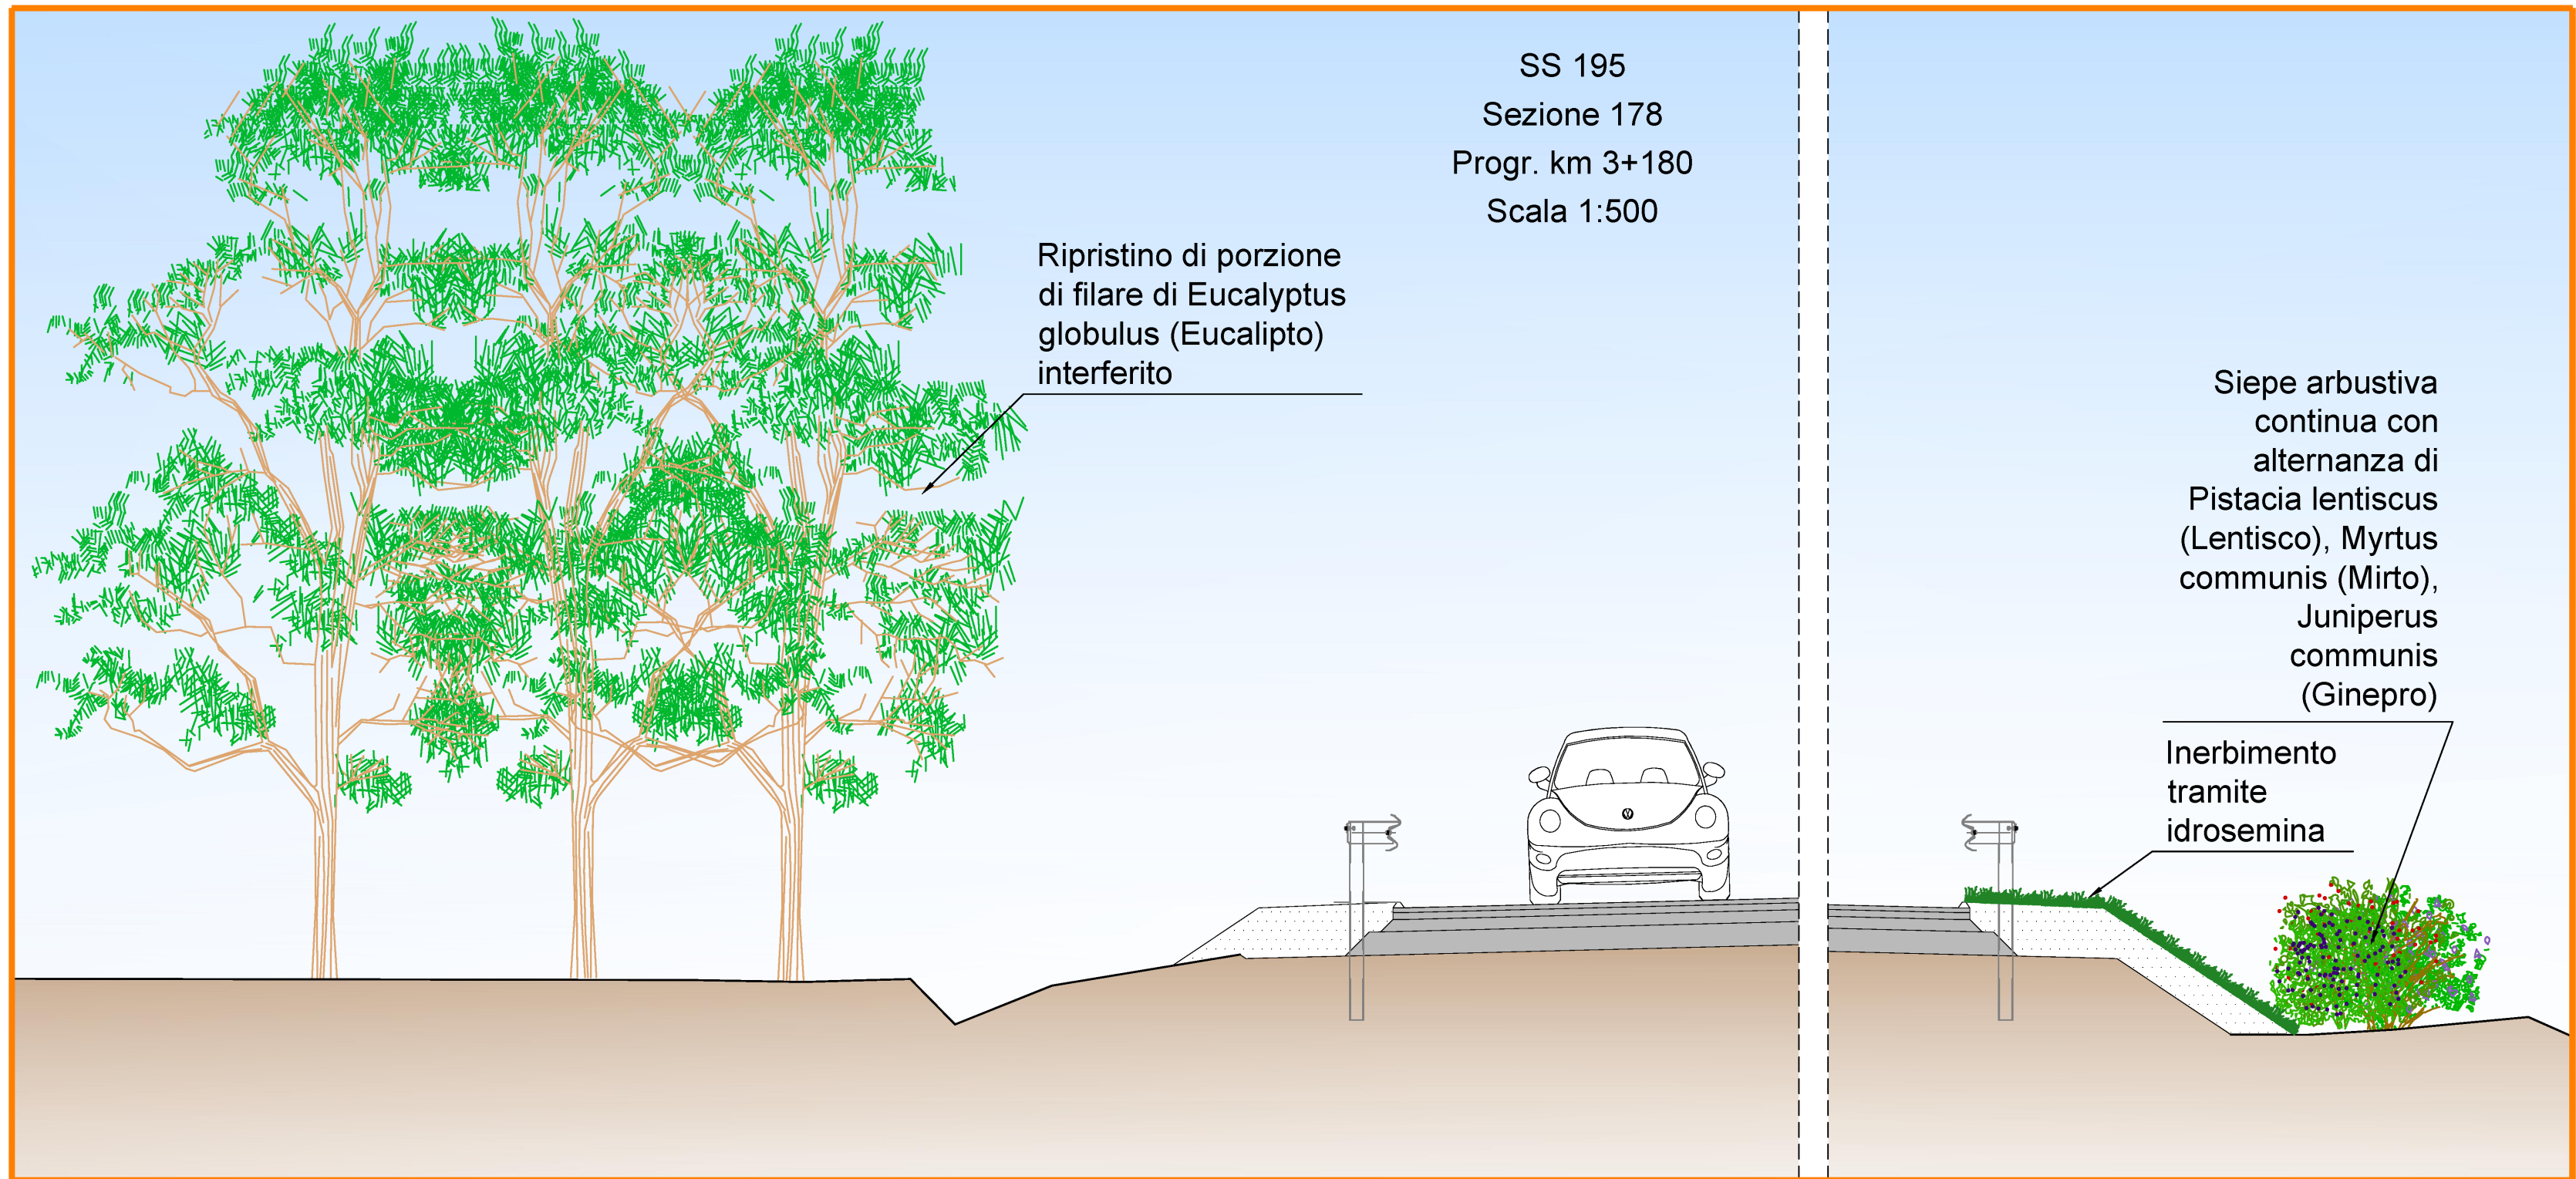 SS 195
Sezione 178
Progr. km 3+180
Scala 1:500
Ripristino di porzione
di filare di Eucalyptus
globulus (Eucalipto)
interferito
Siepe arbustiva
continua con
alternanza di
Pistacia lentiscus
(Lentisco), Myrtus
communis (Mirto),
Juniperus
communis
(Ginepro)
Inerbimento
tramite
idrosemina